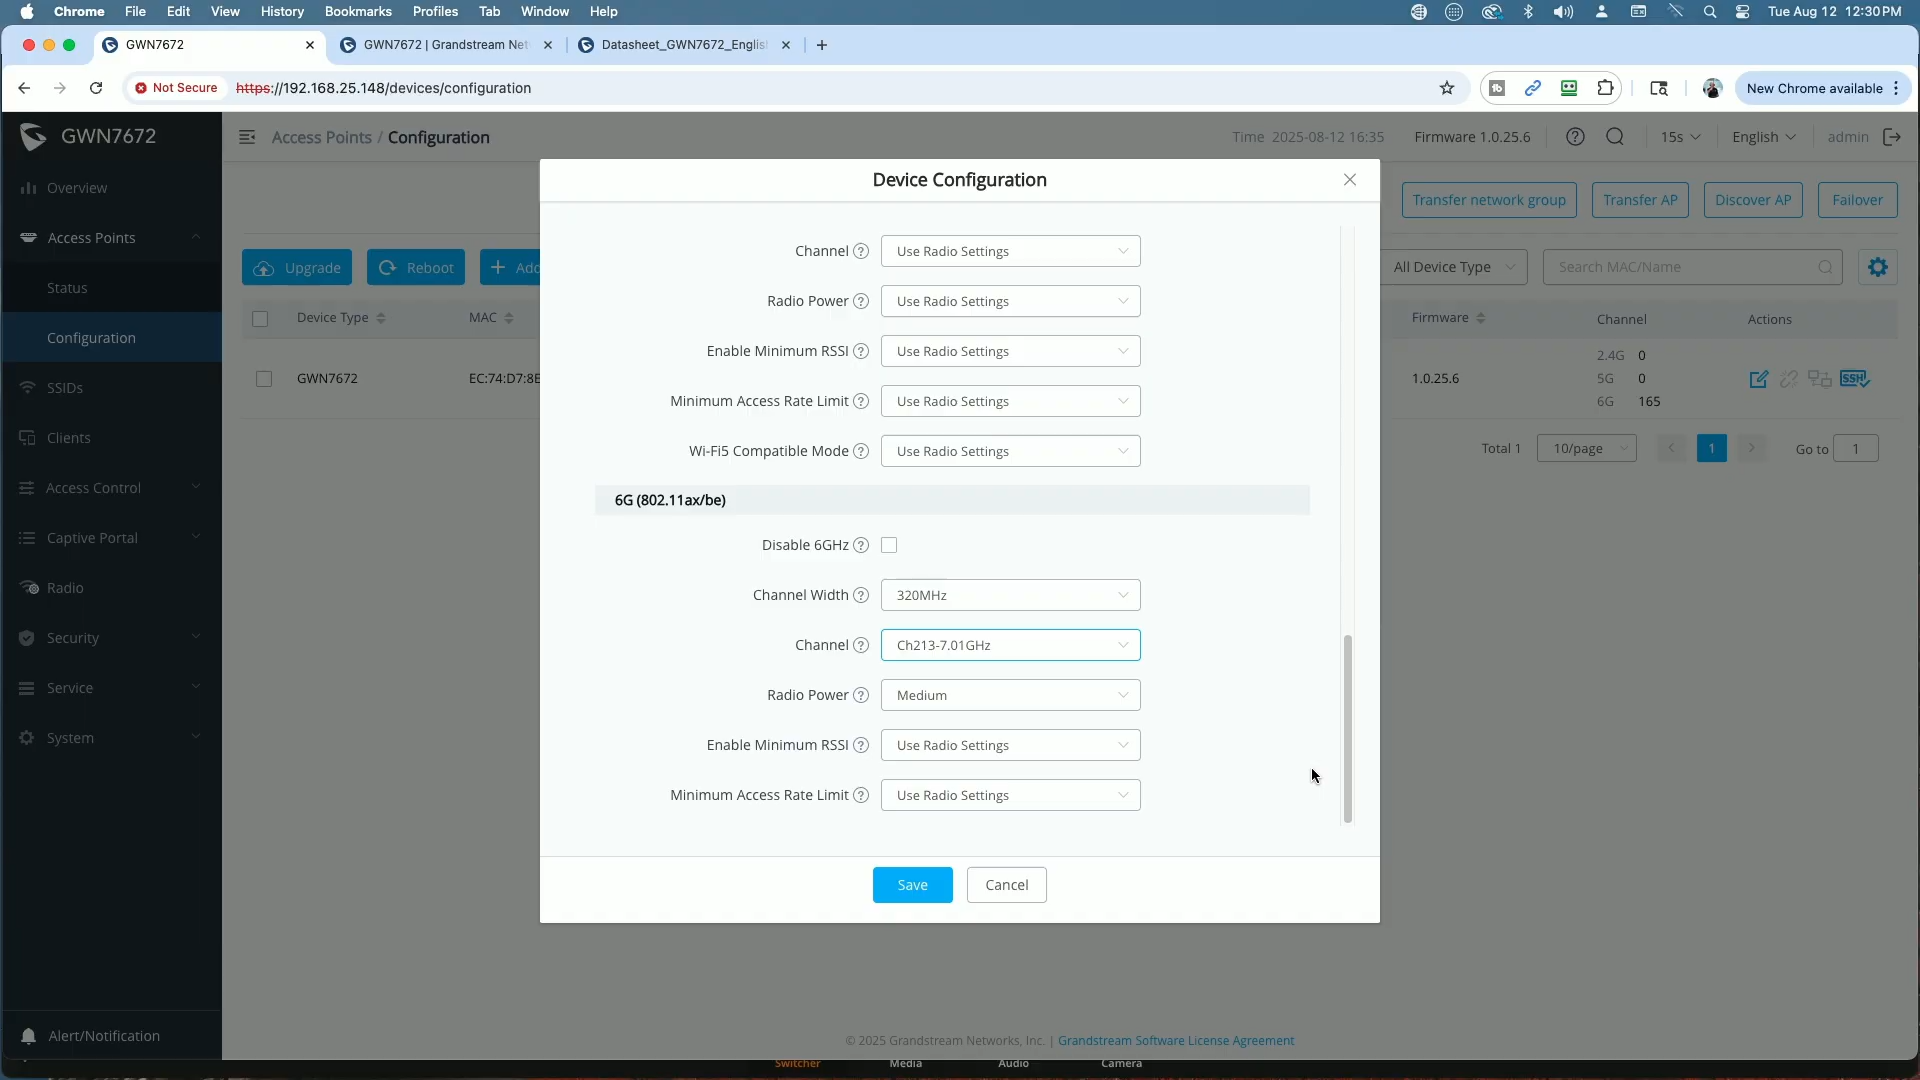 Chrome File Edit View History Bookmarks Profiles Tab Window Help Tue Aug 12 12:30 PM
GWN7672 GWN7672 | Grandstream Net Datasheet_GWN7672_Englis
Not Secure https://192.168.25.148/devices/configuration New Chrome available
GWN7672 Access Points / Configuration Time 2025-08-12 16:35 Firmware 1.0.25.6 15s English admin
Overview
Access Points
Status
Configuration
SSIDs
Clients
Access Control
Captive Portal
Radio
Security
Service
System
Alert/Notification
Transfer network group Transfer AP Discover AP Failover
Upgrade Reboot Add All Device Type Search MAC/Name
Device Type MAC Firmware Channel Actions
GWN7672 EC:74:D7:8E 1.0.25.6
2.4G 0
5G 0
6G 165
SSH
Total 1 10/page 1 Go to 1
Device Configuration
Channel Use Radio Settings
Radio Power Use Radio Settings
Enable Minimum RSSI Use Radio Settings
Minimum Access Rate Limit Use Radio Settings
Wi-Fi5 Compatible Mode Use Radio Settings
6G (802.11ax/be)
Disable 6GHz
Channel Width 320MHz
Channel Ch213-7.01GHz
Radio Power Medium
Enable Minimum RSSI Use Radio Settings
Minimum Access Rate Limit Use Radio Settings
Save Cancel
© 2025 Grandstream Networks, Inc. | Grandstream Software License Agreement
Switcher Media Audio Camera